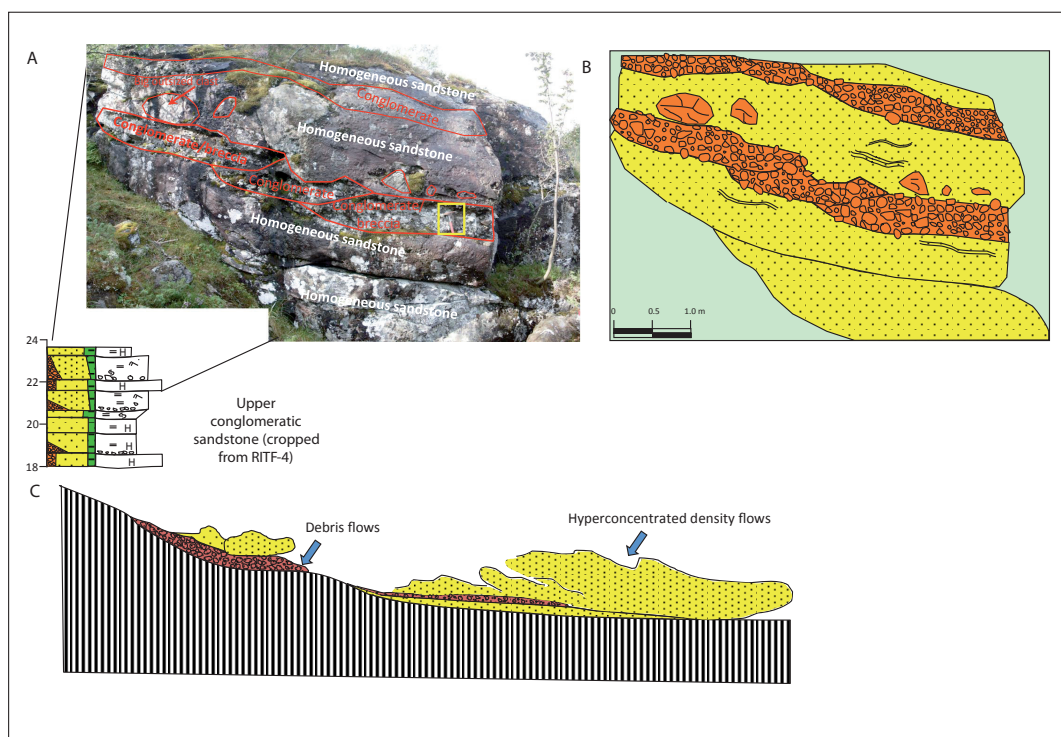 A
Homogeneous sandstone
Conglomerate
Homogeneous sandstone
Conglomerate/breccia
Conglomerate
Conglomerate/
breccia
Homogeneous sandstone
Homogeneous sandstone
B
0 0.5 1.0 m
24
22
20
18
H
H
H
H
H
Upper
conglomeratic
sandstone (cropped
from RITF-4)
C
Debris flows
Hyperconcentrated density flows